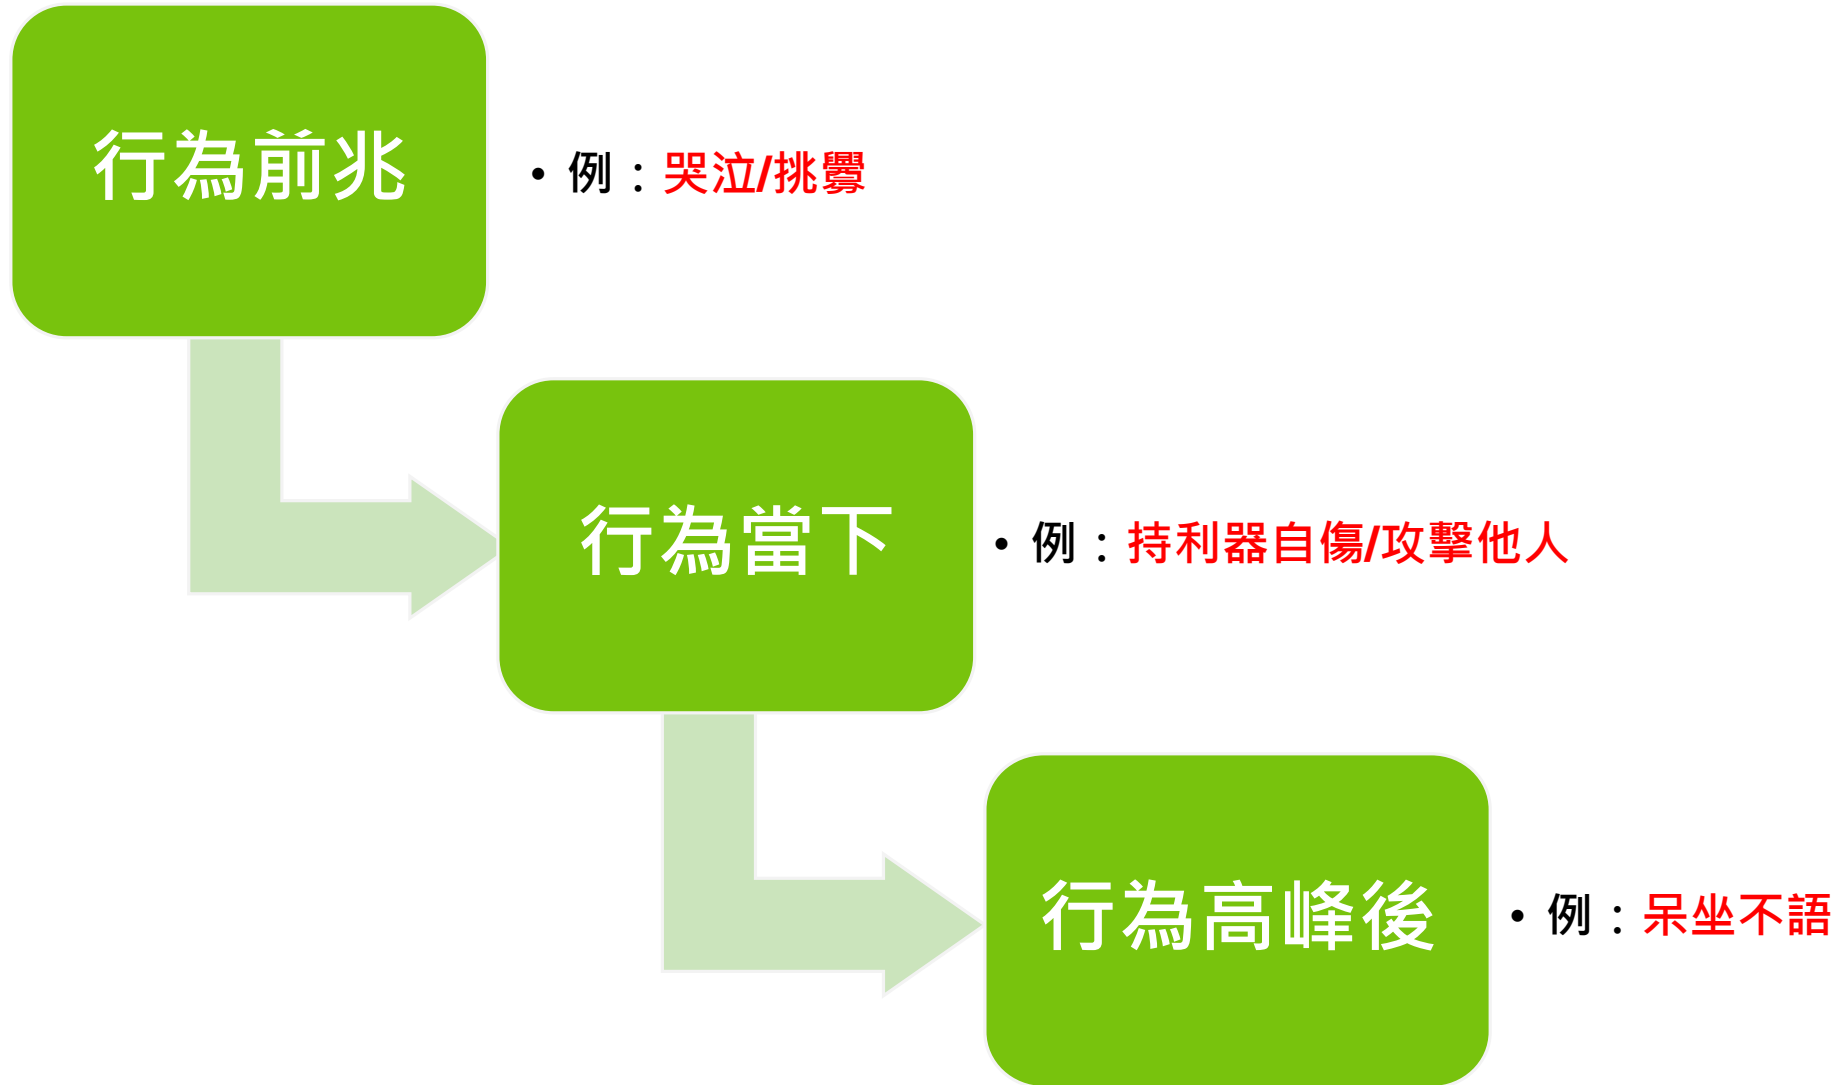 行為前兆
• 例：哭泣/挑釁
行為當下
• 例：持利器自傷/攻擊他人
行為高峰後
• 例：呆坐不語